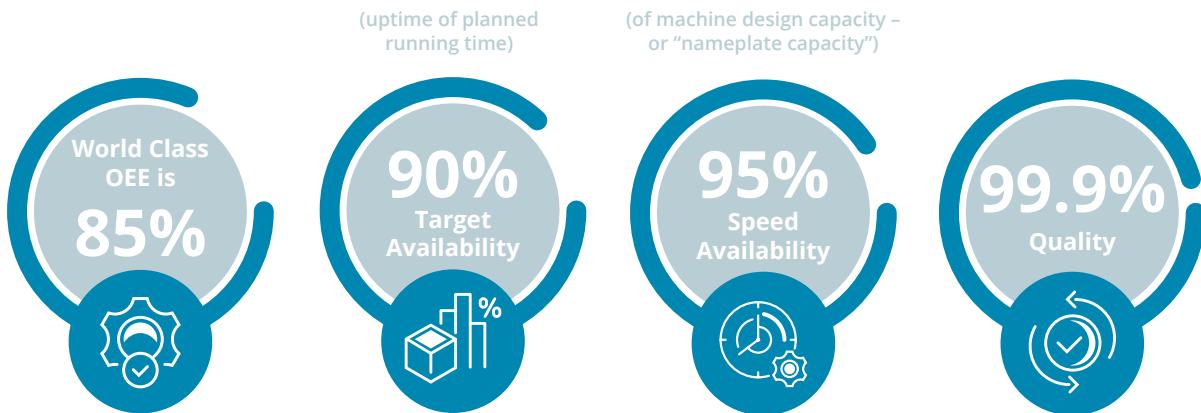 (uptime of planned
running time)
(of machine design capacity –
or “nameplate capacity”)
World Class
OEE is
85%
90%
Target
Availability
%
95%
Speed
Availability
99.9%
Quality